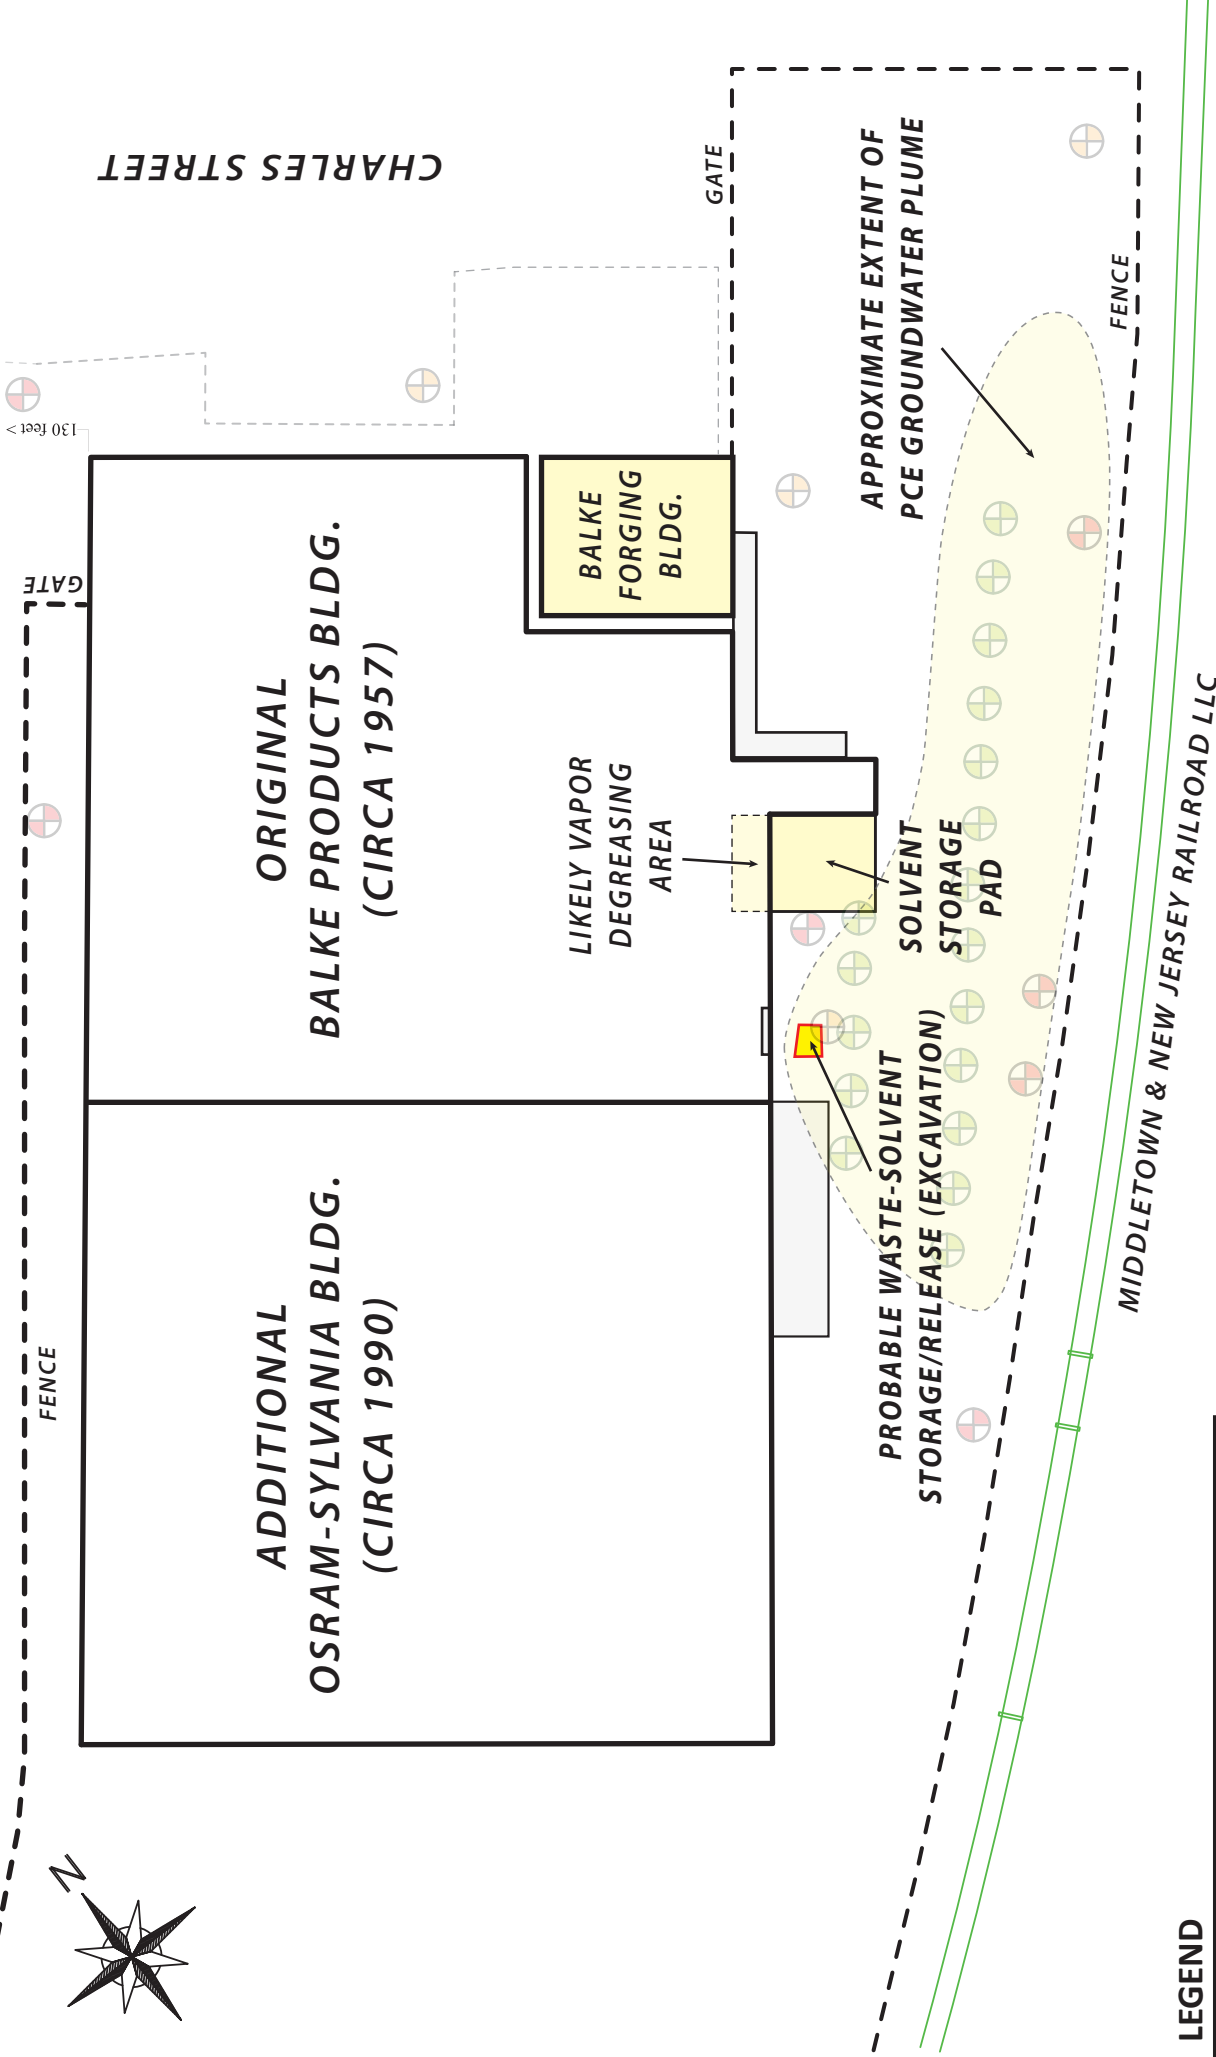 CHARLES STREET
GATE
APPROXIMATE EXTENT OF
PCE GROUNDWATER PLUME
FENCE
130 feet >
GATE
ORIGINAL
BALKE PRODUCTS BLDG.
(CIRCA 1957)
BALKE
FORGING
BLDG.
LIKELY VAPOR
DEGREASING
AREA
SOLVENT
STORAGE
PAD
PROBABLE WASTE-SOLVENT
STORAGE/RELEASE (EXCAVATION)
MIDDLETOWN & NEW JERSEY RAILROAD LLC
FENCE
ADDITIONAL
OSRAM-SYLVANIA BLDG.
(CIRCA 1990)
N
LEGEND